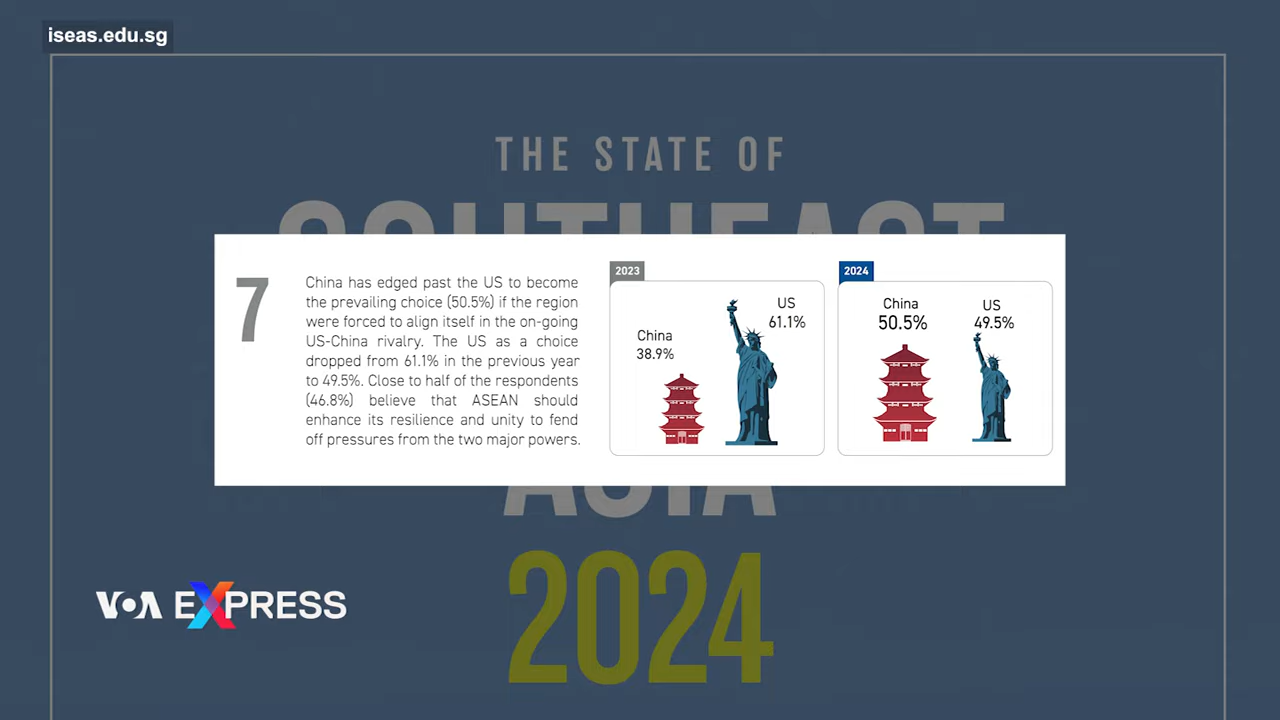 iseas.edu.sg
THE STATE OF
SOUTHEAST
7
China has edged past the US to become
the prevailing choice (50.5%) if the region
were forced to align itself in the on-going
US-China rivalry. The US as a choice
dropped from 61.1% in the previous year
to 49.5%. Close to half of the respondents
(46.8%) believe that ASEAN should
enhance its resilience and unity to fend
off pressures from the two major powers.
2023
China
38.9%
US
61.1%
2024
China
50.5%
US
49.5%
ASIA
2024
VOA EXPRESS